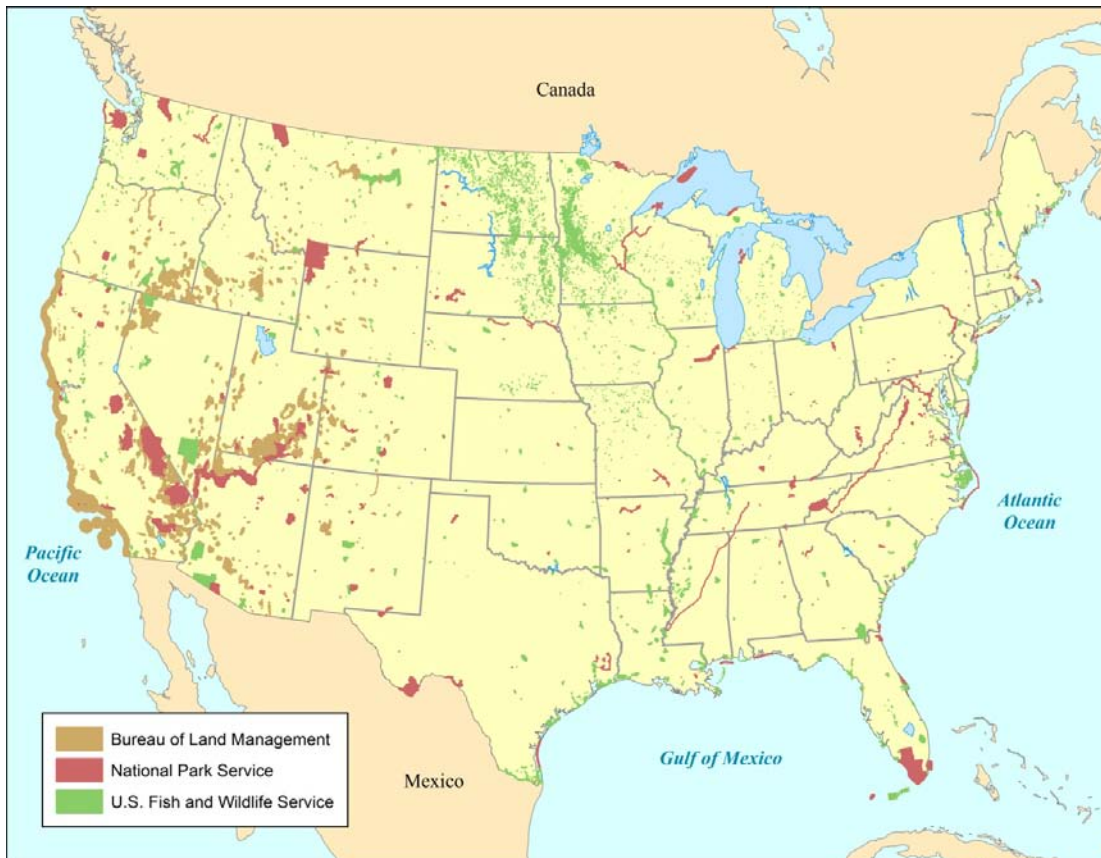 Canada
Atlantic
Ocean
Pacific
Ocean
Gulf of Mexico
Mexico
Bureau of Land Management
National Park Service
U.S. Fish and Wildlife Service